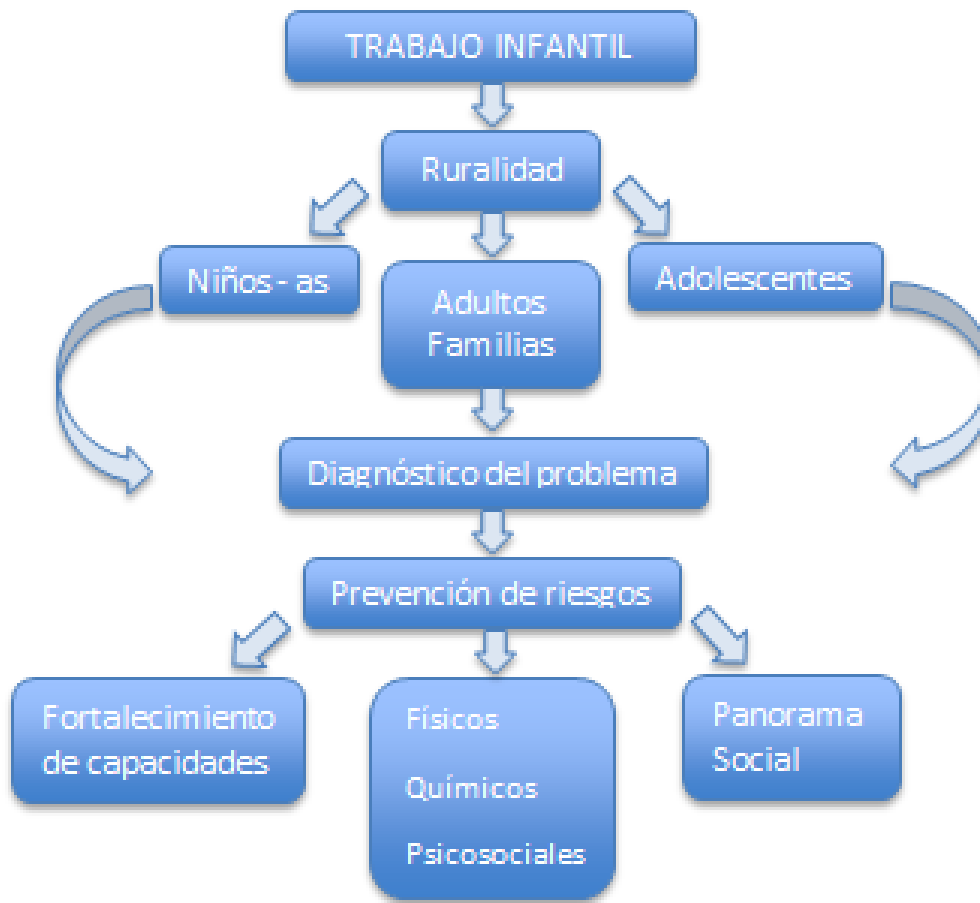 TRABAJO INFANTIL
Ruralidad
Niños - as
Adultos
Familias
Adolescentes
Diagnóstico del problema
Prevención de riesgos
Fortalecimiento
de capacidades
Físicos
Químicos
Psicosociales
Panorama
Social